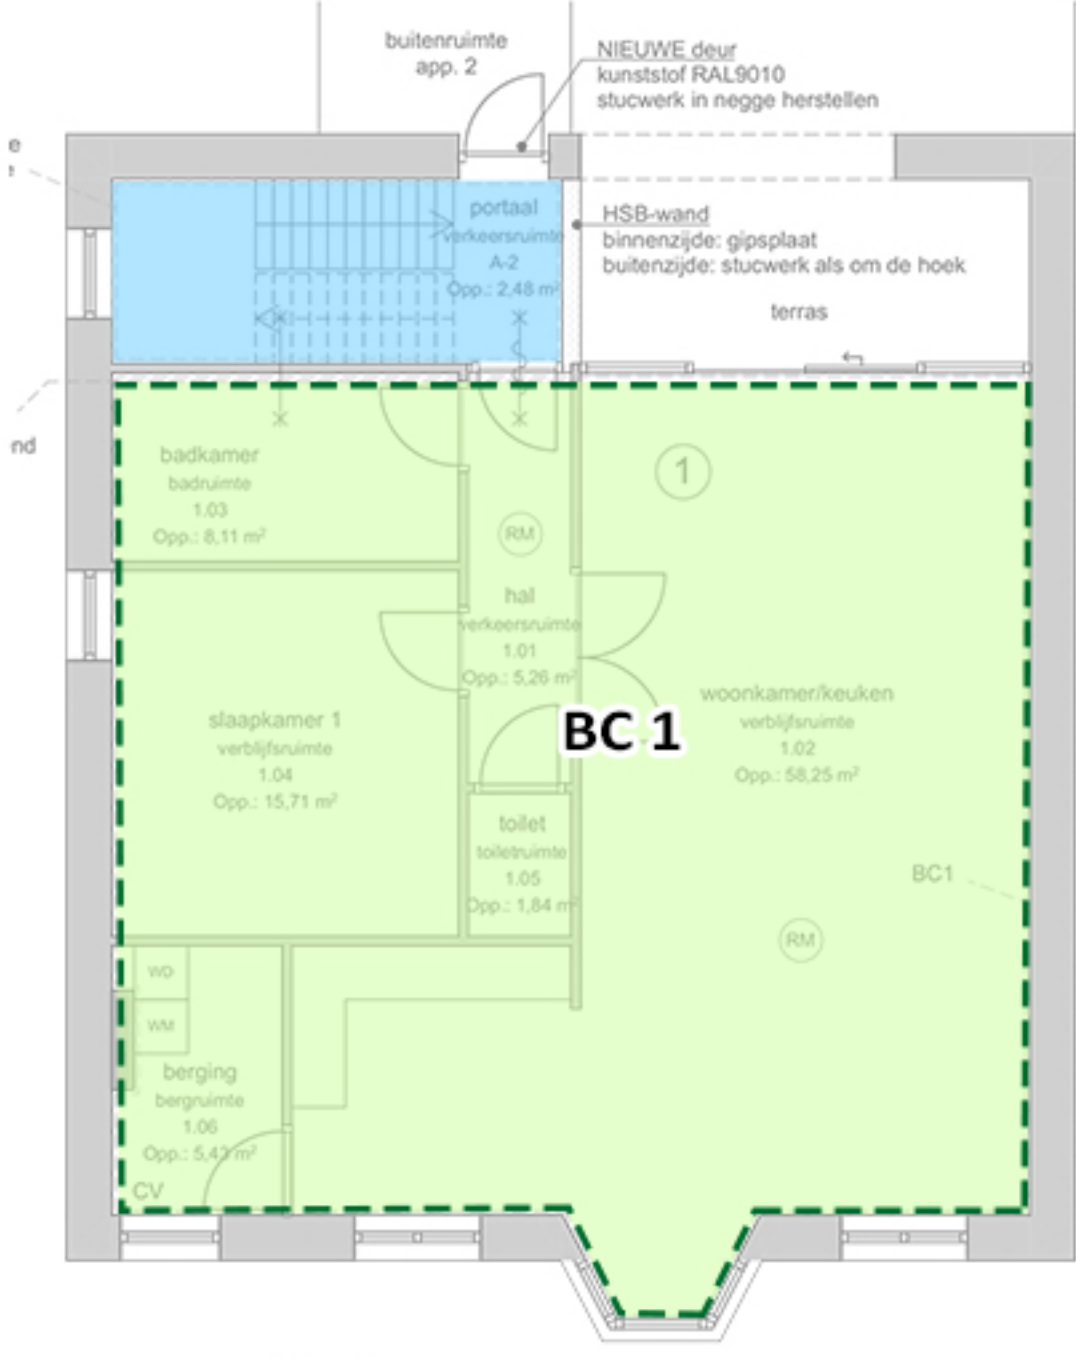 buitenruimte
app. 2
NIEUWE deur
kunststof RAL9010
stucwerk in negge herstellen
e
portaal
verkeersruimte
A-2
Opp.: 2,48 m²
HSB-wand
binnenzijde: gipsplaat
buitenzijde: stucwerk als om de hoek
terras
nd
badkamer
badruimte
1.03
Opp.: 8,11 m²
1
RM
hal
verkeersruimte
1.01
Opp.: 5,26 m²
slaapkamer 1
verblijfsruimte
1.04
Opp.: 15,71 m²
BC 1
woonkamer/keuken
verblijfsruimte
1.02
Opp.: 58,25 m²
toilet
toiletruimte
1.05
Opp.: 1,84 m²
BC1
RM
WD
WM
berging
bergruimte
1.06
Opp.: 5,43 m²
CV